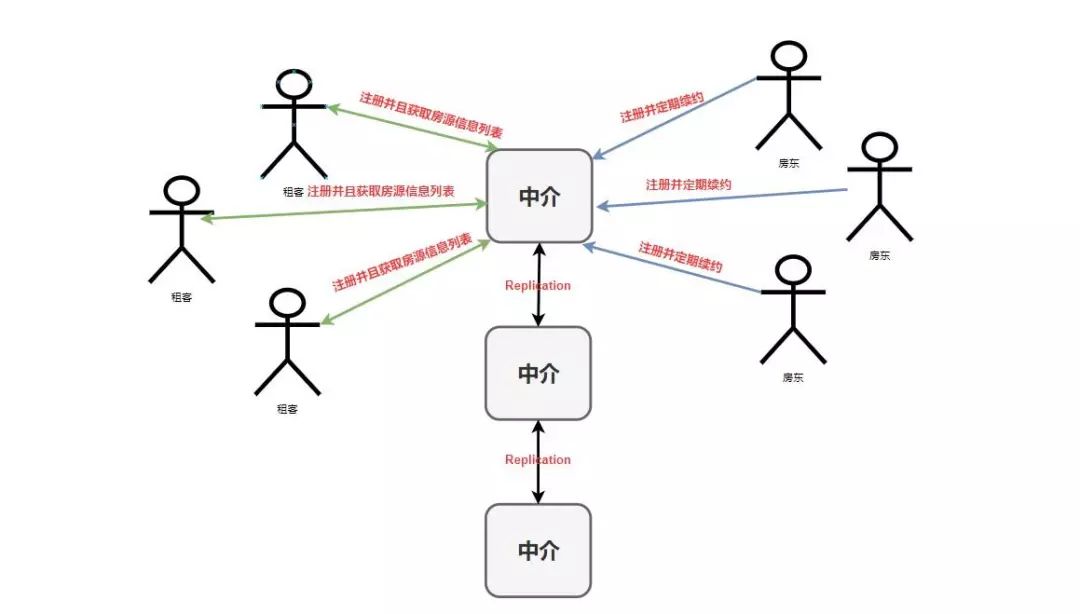 注册并且获取房源信息列表
注册并定期续约
租客
房东
中介
注册并且获取房源信息列表
注册并定期续约
租客
房东
注册并且获取房源信息列表
注册并定期续约
Replication
租客
房东
中介
Replication
中介